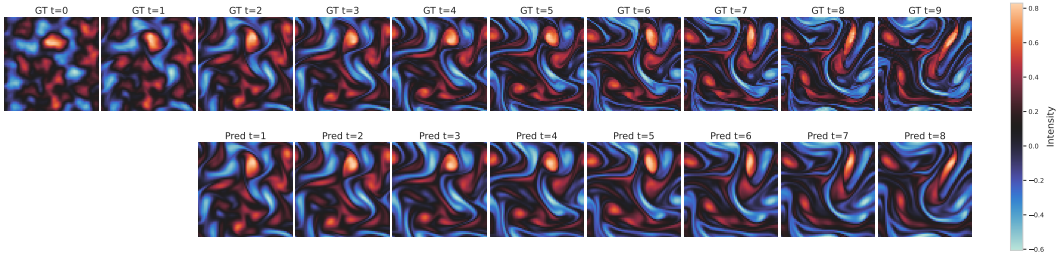 GT t=0 GT t=1 GT t=2 GT t=3 GT t=4 GT t=5 GT t=6 GT t=7 GT t=8 GT t=9
Pred t=1 Pred t=2 Pred t=3 Pred t=4 Pred t=5 Pred t=6 Pred t=7 Pred t=8
0.8
0.6
0.4
0.2
0.0
−0.2
−0.4
−0.6
Intensity